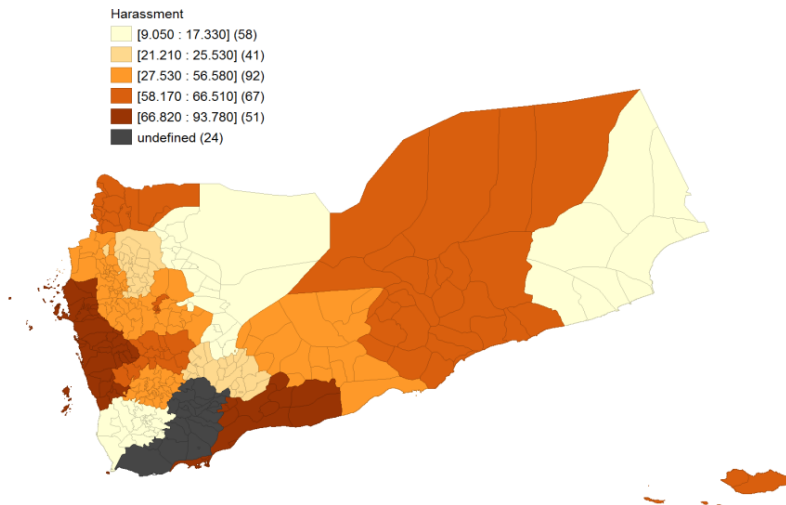 Harassment
[9.050 : 17.330] (58)
[21.210 : 25.530] (41)
[27.530 : 56.580] (92)
[58.170 : 66.510] (67)
[66.820 : 93.780] (51)
undefined (24)